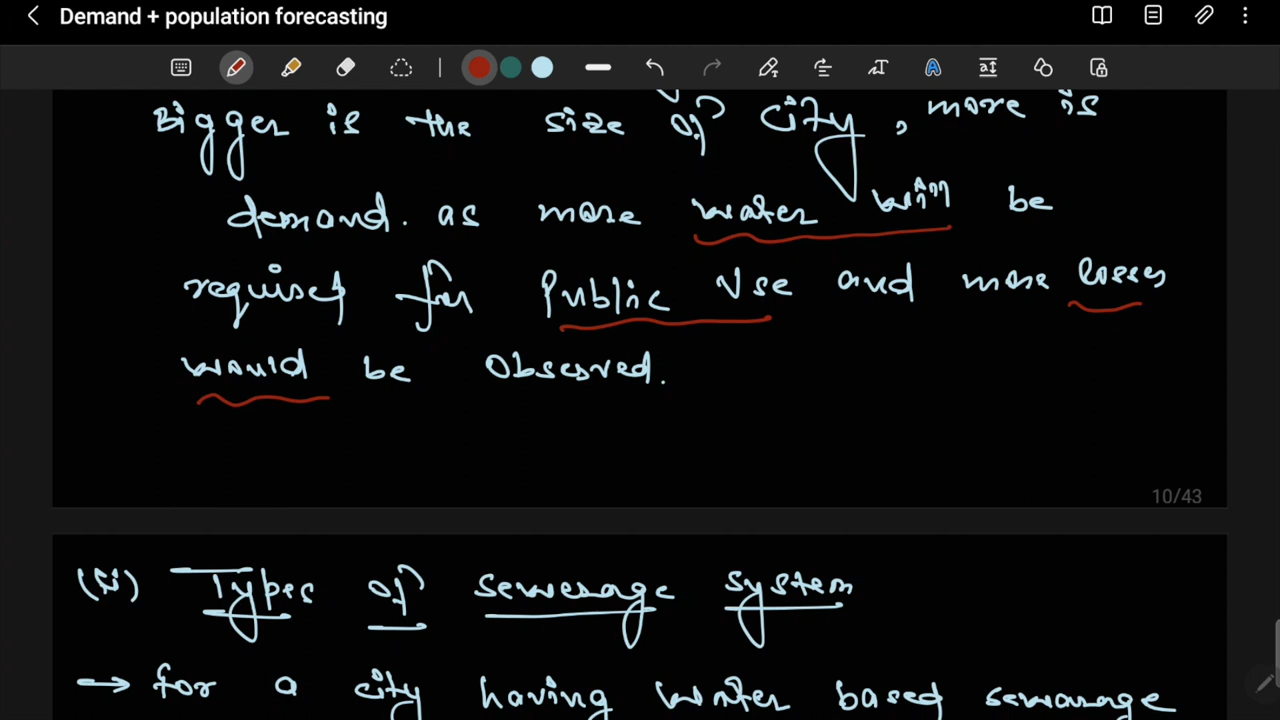 Demand + population forecasting
Bigger is the size of city, more is
demand. as more water will be
required for Public Use and more losses
would be observed.
10/43
(ii) Types of sewerage system
→ for a city having water based sewarage